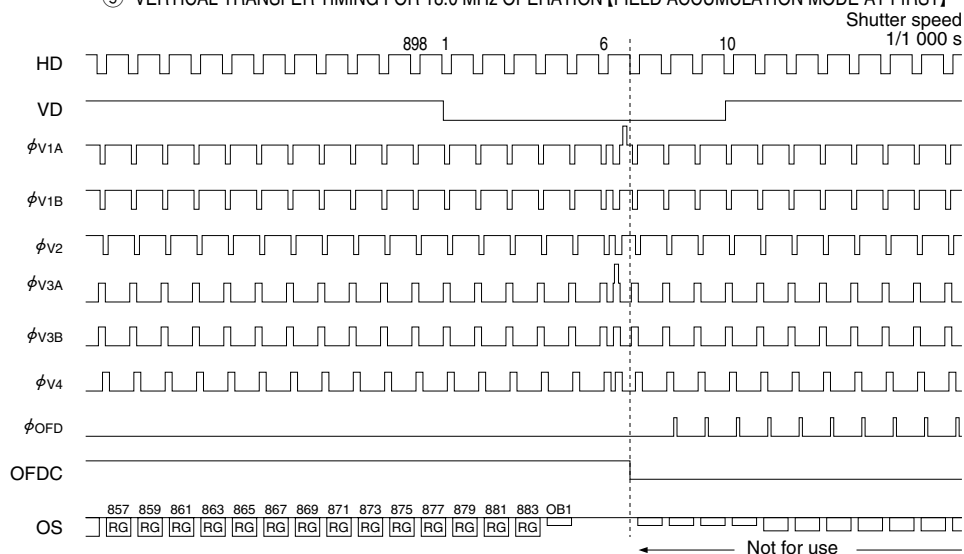 ③ VERTICAL TRANSFER TIMING FOR 18.0 MHz OPERATION【FIELD ACCUMULATION MODE AT FIRST】
Shutter speed
1/1 000 s
898 1 6 10
HD
VD
ϕV1A
ϕV1B
ϕV2
ϕV3A
ϕV3B
ϕV4
ϕOFD
OFDC
857 859 861 863 865 867 869 871 873 875 877 879 881 883 OB1
OS RG RG RG RG RG RG RG RG RG RG RG RG RG RG
Not for use